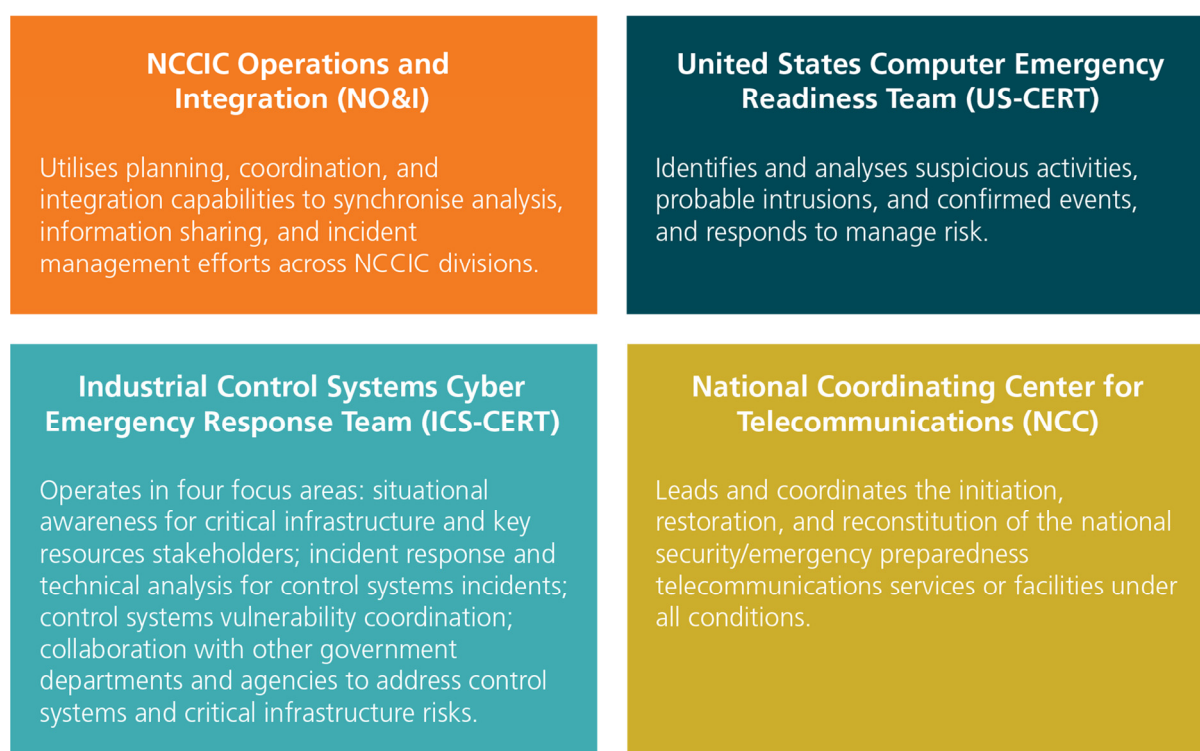 NCCIC Operations and
Integration (NO&I)
Utilises planning, coordination, and
integration capabilities to synchronise analysis,
information sharing, and incident
management efforts across NCCIC divisions.
United States Computer Emergency
Readiness Team (US-CERT)
Identifies and analyses suspicious activities,
probable intrusions, and confirmed events,
and responds to manage risk.
Industrial Control Systems Cyber
Emergency Response Team (ICS-CERT)
Operates in four focus areas: situational
awareness for critical infrastructure and key
resources stakeholders; incident response and
technical analysis for control systems incidents;
control systems vulnerability coordination;
collaboration with other government
departments and agencies to address control
systems and critical infrastructure risks.
National Coordinating Center for
Telecommunications (NCC)
Leads and coordinates the initiation,
restoration, and reconstitution of the national
security/emergency preparedness
telecommunications services or facilities under
all conditions.